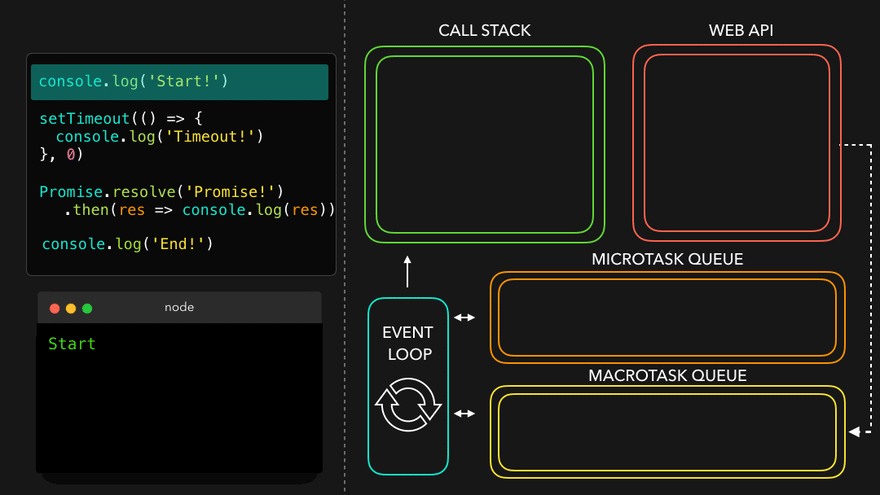 console.log('Start!')
setTimeout(() => {
  console.log('Timeout!')
}, 0)
Promise.resolve('Promise!')
   .then(res => console.log(res))
console.log('End!')
node
Start
CALL STACK
WEB API
MICROTASK QUEUE
EVENT
LOOP
MACROTASK QUEUE